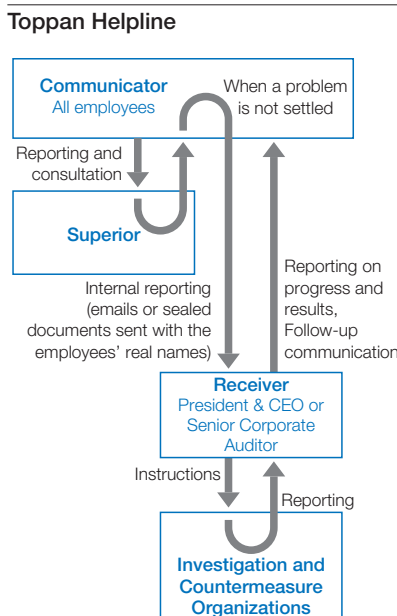 Toppan Helpline
Communicator
All employees
When a problem
is not settled
Reporting and
consultation
Superior
Internal reporting
(emails or sealed
documents sent with the
employees’ real names)
Reporting on
progress and
results,
Follow-up
communication
Receiver
President & CEO or
Senior Corporate
Auditor
Instructions
Reporting
Investigation and
Countermeasure
Organizations